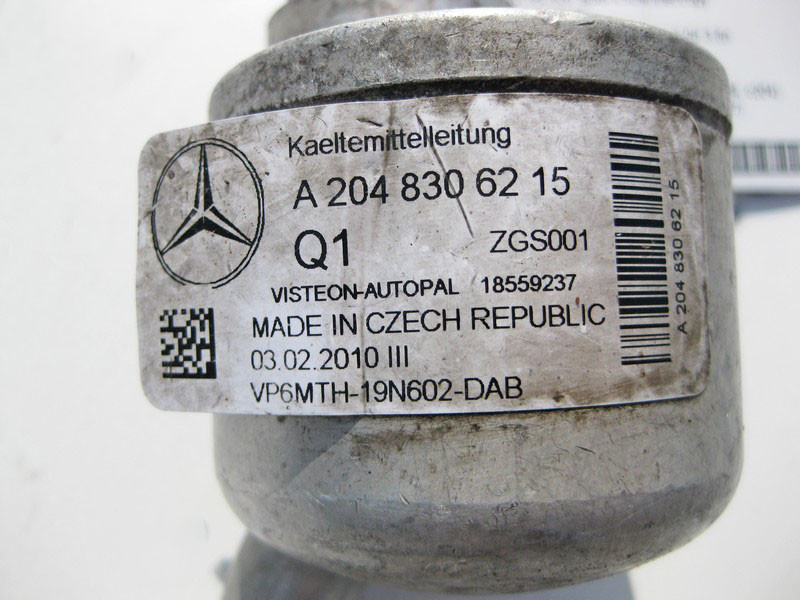 Kaeltemittelleitung
A 204 830 62 15
Q1 ZGS001
VISTEON-AUTOPAL 18559237
MADE IN CZECH REPUBLIC
03.02.2010 III
VP6MTH-19N602-DAB
A 204 830 62 15